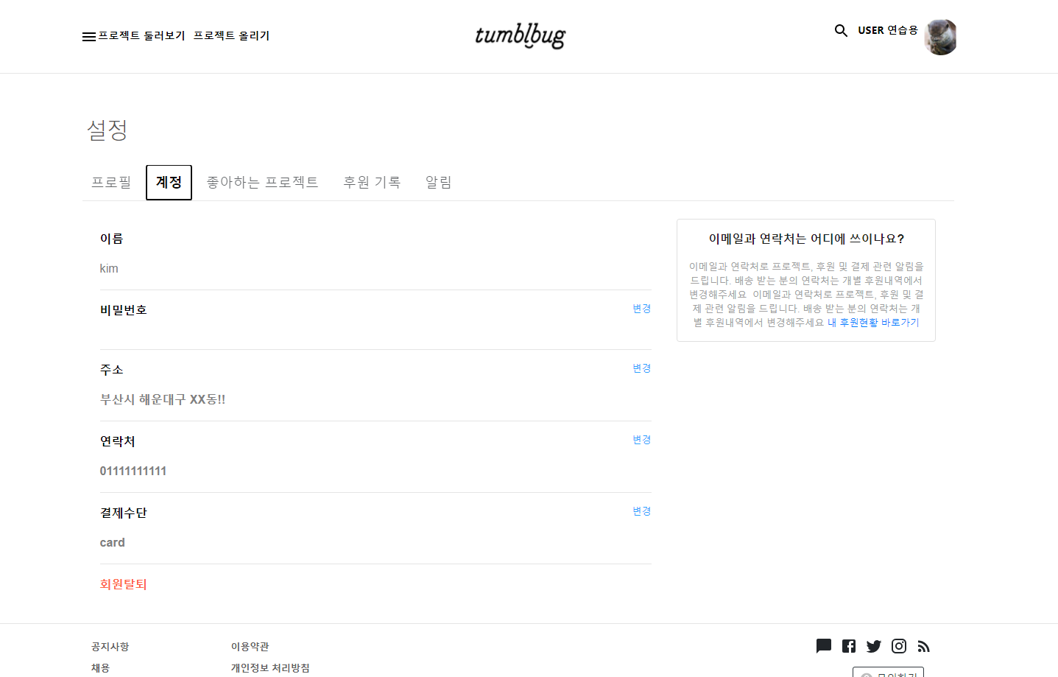 프로젝트 둘러보기 프로젝트 올리기
tumblbug
USER 연습용
설정
프로필 계정 좋아하는 프로젝트 후원 기록 알림
이름
kim
비밀번호 변경
주소 변경
부산시 해운대구 XX동!!
연락처 변경
01111111111
결제수단 변경
card
회원탈퇴
이메일과 연락처는 어디에 쓰이나요?
이메일과 연락처로 프로젝트, 후원 및 결제 관련 알림을
드립니다. 배송 받는 분의 연락처는 개별 후원내역에서
변경해주세요. 이메일과 연락처로 프로젝트, 후원 및 결
제 관련 알림을 드립니다. 배송 받는 분의 연락처는 개
별 후원내역에서 변경해주세요 내 후원현황 바로가기
공지사항 이용약관
채용 개인정보 처리방침
문의하기